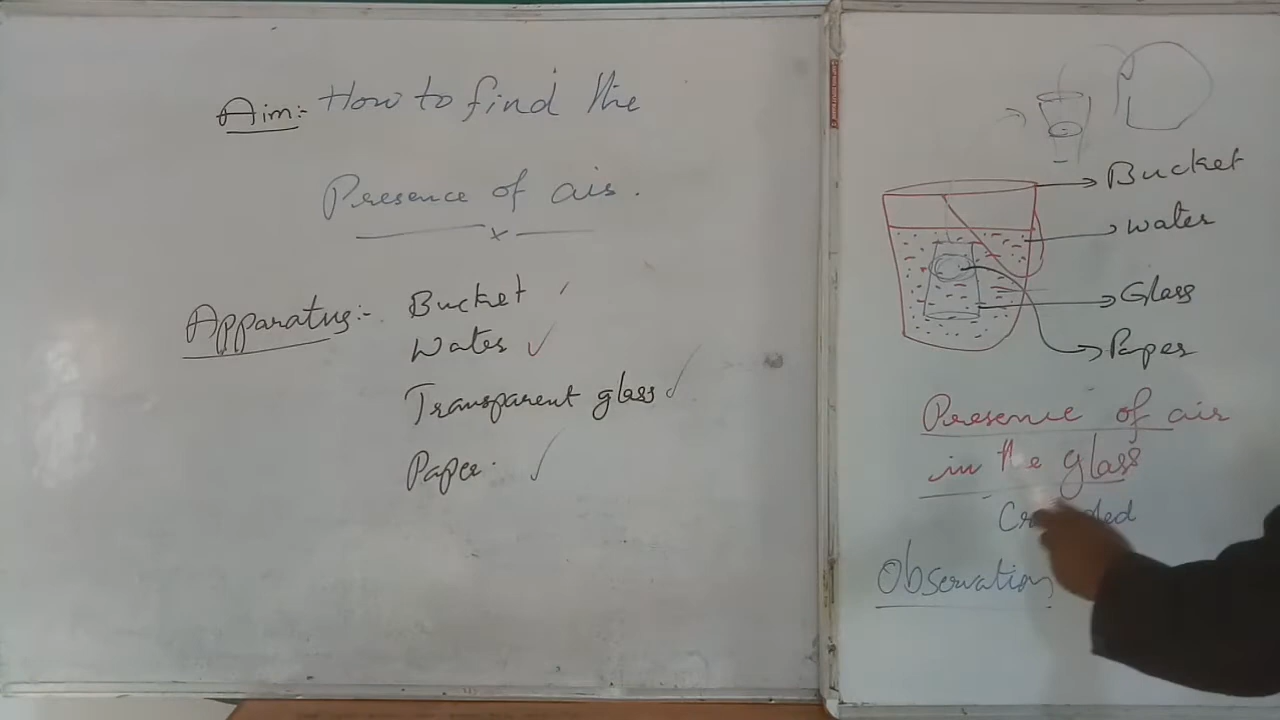 Aim:- How to find the
Presence of air.
x
Apparatus:- Bucket
Water
Transparent glass
Paper.
Bucket
water
Glass
Paper
Presence of air
in the glass
Observation